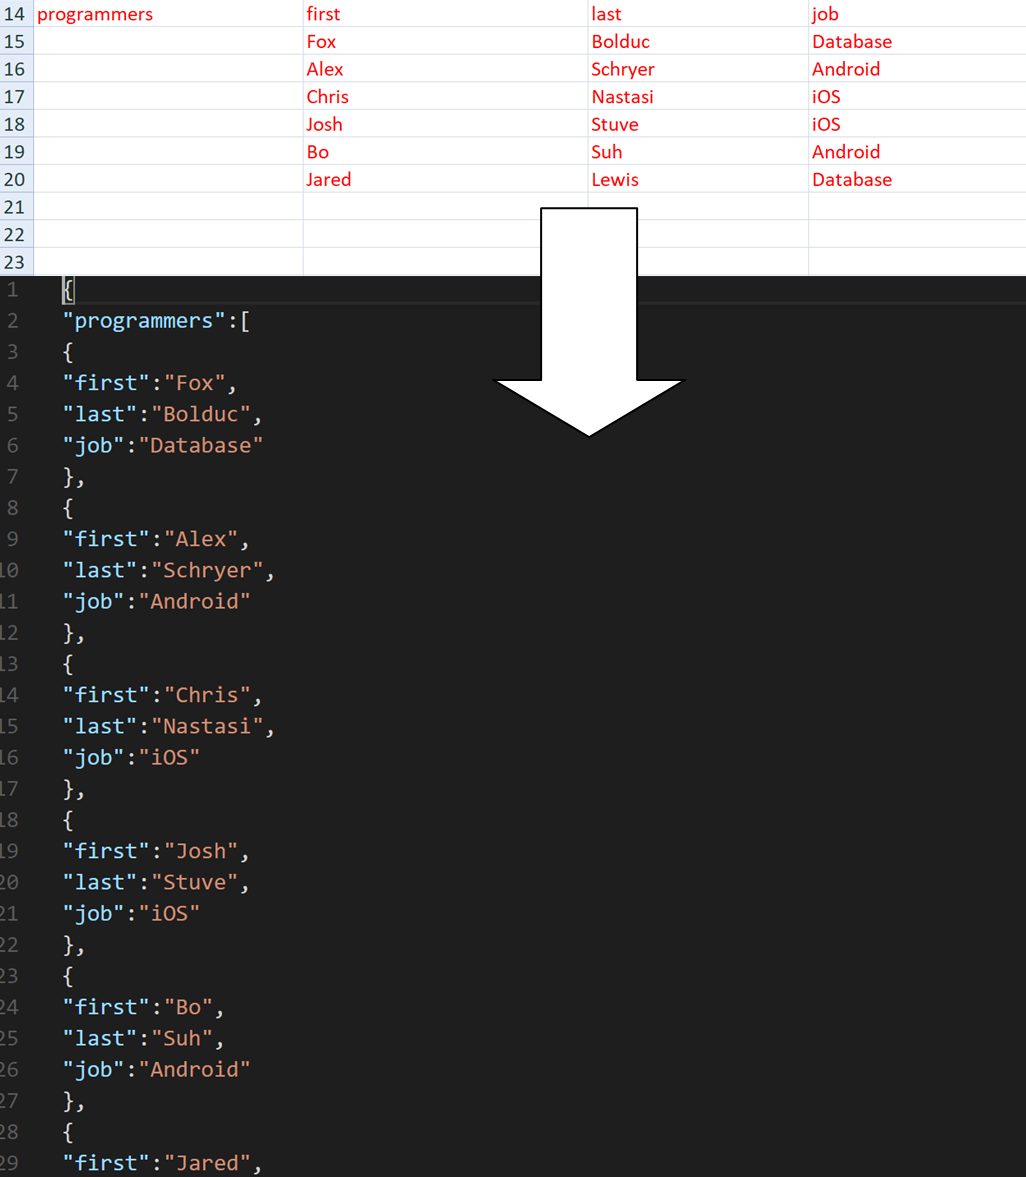 14 programmers first last job
15 Fox Bolduc Database
16 Alex Schryer Android
17 Chris Nastasi iOS
18 Josh Stuve iOS
19 Bo Suh Android
20 Jared Lewis Database
21
22
23
1 {
2 "programmers":[
3 {
4 "first":"Fox",
5 "last":"Bolduc",
6 "job":"Database"
7 },
8 {
9 "first":"Alex",
10 "last":"Schryer",
11 "job":"Android"
12 },
13 {
14 "first":"Chris",
15 "last":"Nastasi",
16 "job":"iOS"
17 },
18 {
19 "first":"Josh",
20 "last":"Stuve",
21 "job":"iOS"
22 },
23 {
24 "first":"Bo",
25 "last":"Suh",
26 "job":"Android"
27 },
28 {
29 "first":"Jared",